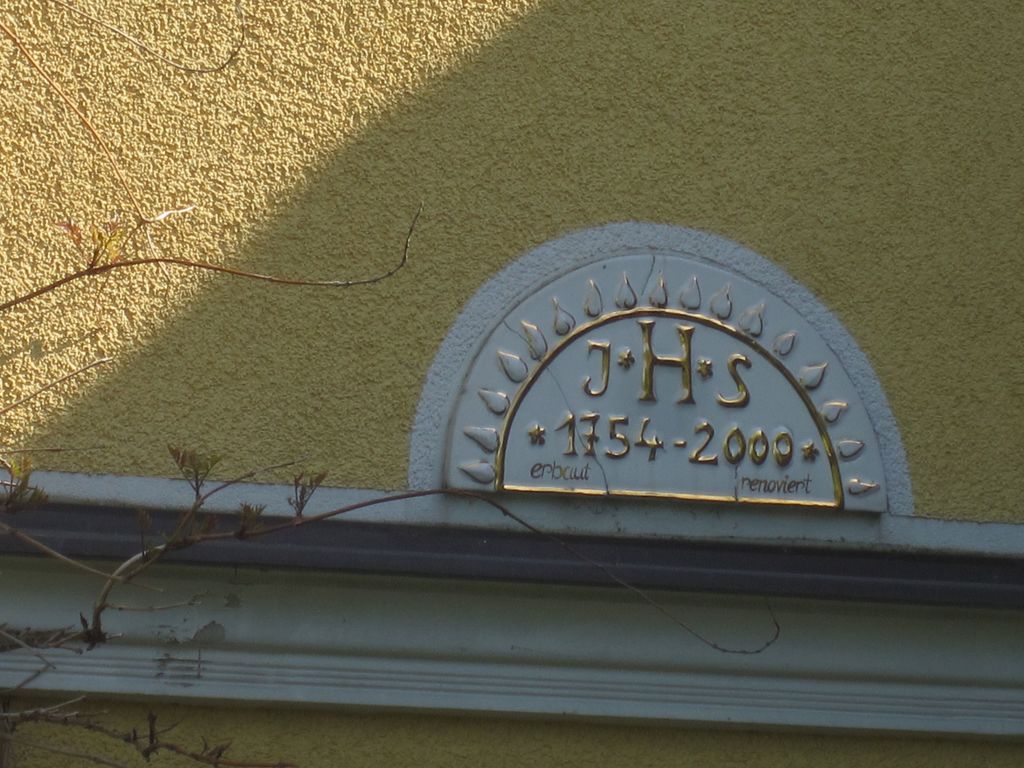 J * H * S
* 1754 - 2000 *
erbaut renoviert